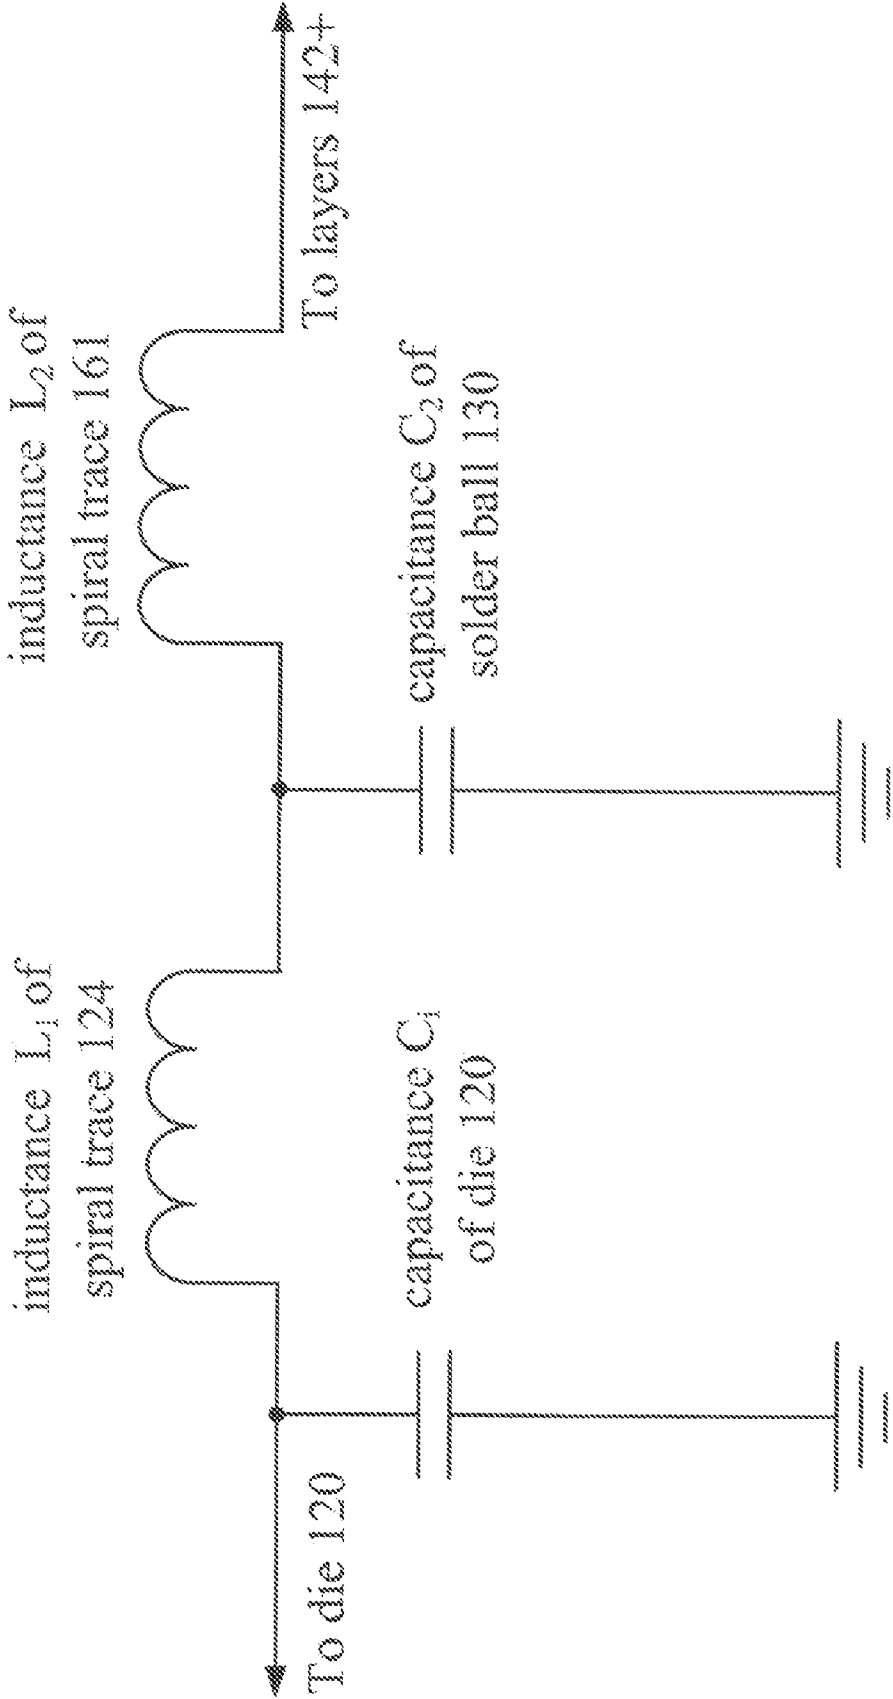 inductance L₁ of
spiral trace 124
inductance L₂ of
spiral trace 161
To die 120
capacitance C₁
of die 120
capacitance C₂ of
solder ball 130
To layers 142+